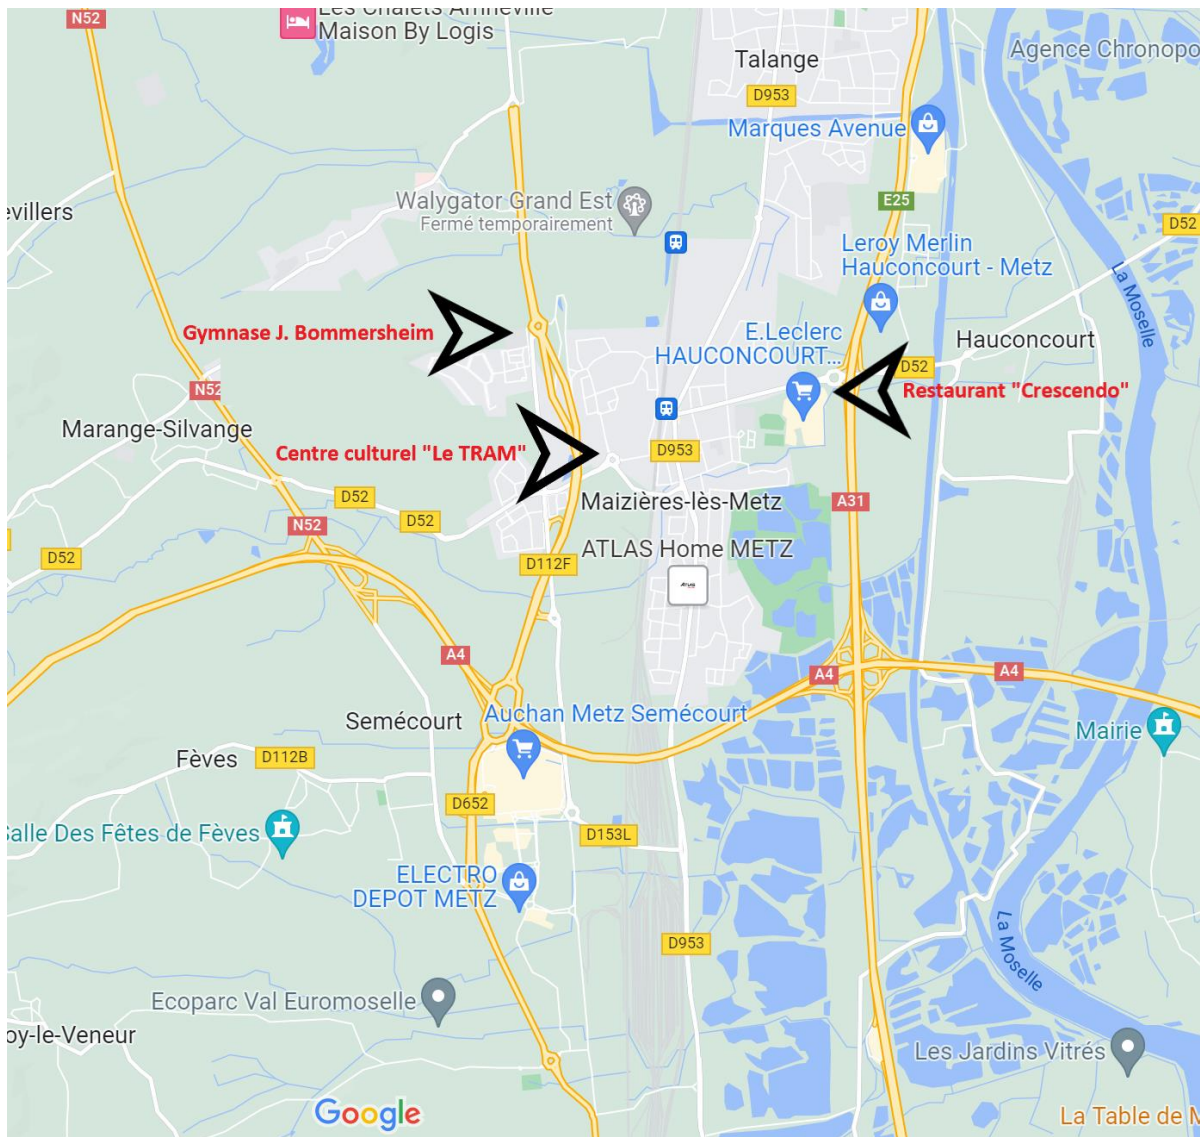 N52
Les Chalets Amnéville
Maison By Logis
Talange
Agence Chronopo
D953
Marques Avenue
Walygator Grand Est
Fermé temporairement
E25
evillers
D52
Leroy Merlin
Hauconcourt - Metz
La Moselle
Gymnase J. Bommersheim
E.Leclerc
HAUCONCOURT...
Hauconcourt
D52
N52
Restaurant "Crescendo"
Marange-Silvange
Centre culturel "Le TRAM"
D953
D52
D52
N52
Maizières-lès-Metz
A31
D52
ATLAS Home METZ
D112F
A4
A4
A4
Semécourt
Auchan Metz Semécourt
Mairie
Fèves
D112B
D652
Salle Des Fêtes de Fèves
D153L
ELECTRO
DEPOT METZ
D953
La Moselle
Ecoparc Val Euromoselle
oy-le-Veneur
Les Jardins Vitrés
Google
La Table de M